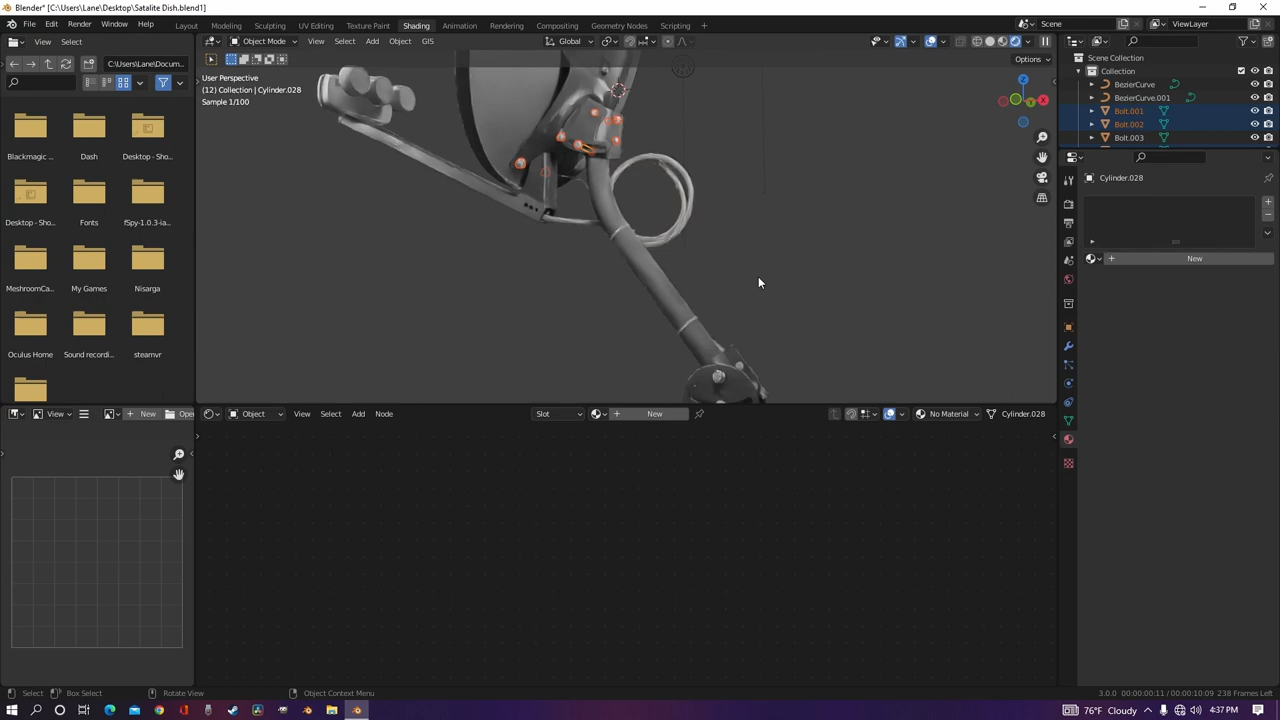 Blender* [C:\Users\Lane\Desktop\Satalite Dish.blend1]
File Edit Render Window Help Layout Modeling Sculpting UV Editing Texture Paint Shading Animation Rendering Compositing Geometry Nodes Scripting Scene ViewLayer
View Select Object Mode View Select Add Object GIS Global
C:\Users\Lane\Docum... Options
User Perspective
(12) Collection | Cylinder.028
Sample 1/100
Scene Collection
Collection
BezierCurve
BezierCurve.001
Bolt.001
Bolt.002
Bolt.003
X
Y
Z
Cylinder.028
New
Blackmagic ... Dash Desktop - Sho...
Desktop - Sho... Fonts fSpy-1.0.3-ia...
MeshroomCa... My Games Nisarga
Oculus Home Sound recordi... steamvr
View New Open Object View Select Add Node Slot New No Material Cylinder.028
Select Box Select Rotate View Object Context Menu 3.0.0 00:00:00:11 / 00:00:10:09 238 Frames Left
76°F Cloudy 4:37 PM